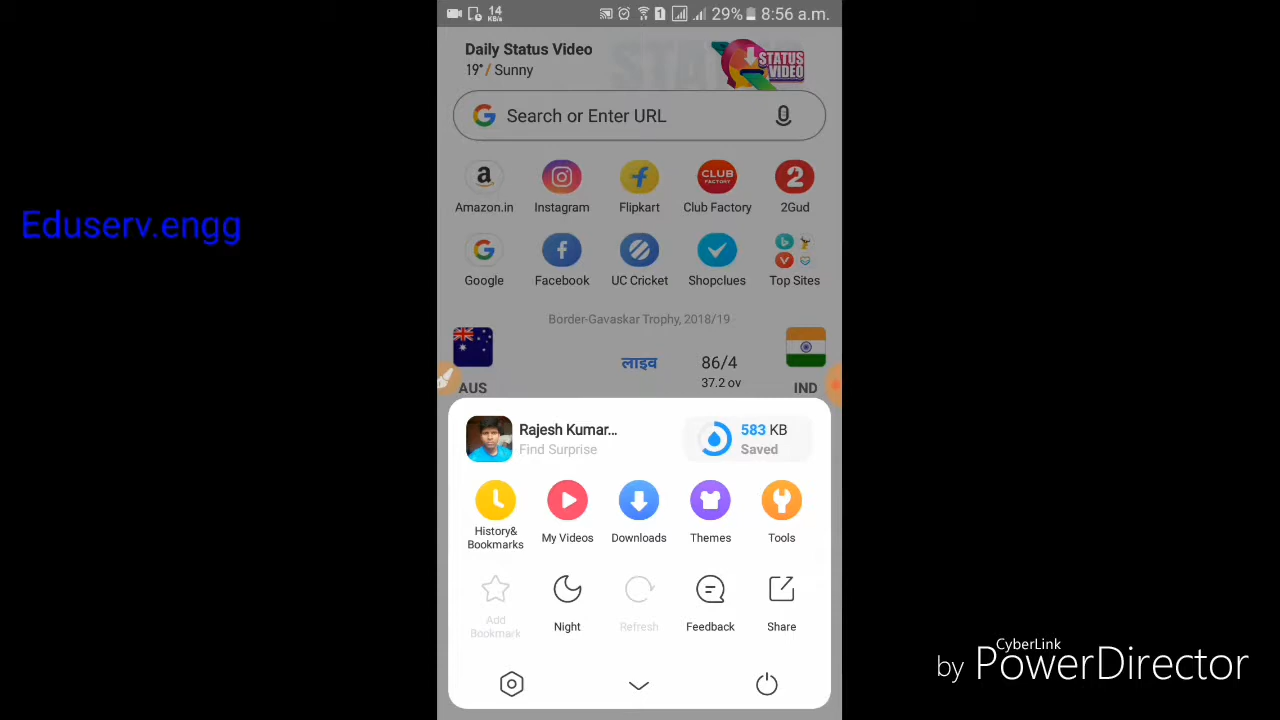 14
KB/s
1
29%
8:56 a.m.
Daily Status Video
19° / Sunny
STATUS
VIDEO
Search or Enter URL
Eduserv.engg
CLUB
FACTORY
2
Amazon.in
Instagram
Flipkart
Club Factory
2Gud
Google
Facebook
UC Cricket
Shopclues
Top Sites
Border-Gavaskar Trophy, 2018/19
लाइव
86/4
37.2 ov
AUS
IND
Rajesh Kumar...
Find Surprise
583 KB
Saved
History&
Bookmarks
My Videos
Downloads
Themes
Tools
Add
Bookmark
Night
Refresh
Feedback
Share
CyberLink
by PowerDirector